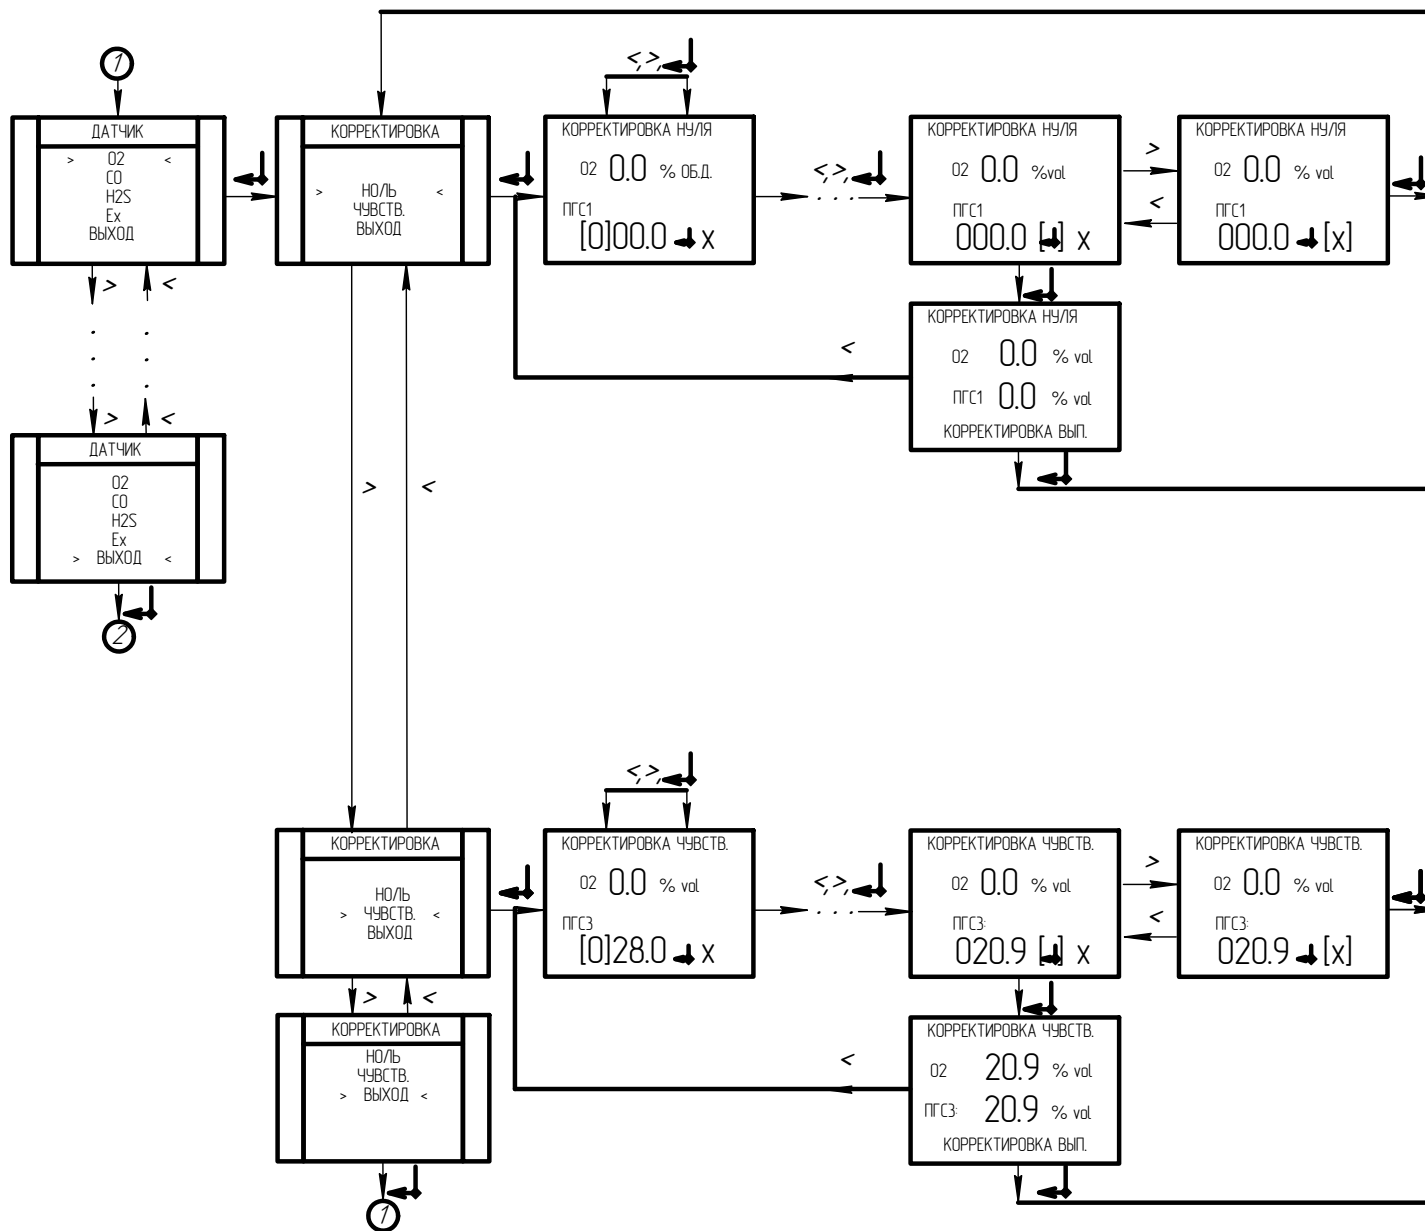 1
ДАТЧИК
> O2 <
CO
H2S
Ex
ВЫХОД
> <
> <
ДАТЧИК
O2
CO
H2S
Ex
> ВЫХОД <
2
КОРРЕКТИРОВКА
> НОЛЬ <
ЧУВСТВ.
ВЫХОД
<,>,
КОРРЕКТИРОВКА НУЛЯ
O2 0.0 % ОБ.Д.
ПГС1
[0]00.0 X
<,>,
. . .
КОРРЕКТИРОВКА НУЛЯ
O2 0.0 %vol
ПГС1
000.0 [↵] X
>
<
КОРРЕКТИРОВКА НУЛЯ
O2 0.0 % vol
ПГС1
000.0 ↵ [x]
КОРРЕКТИРОВКА НУЛЯ
O2 0.0 % vol
ПГС1 0.0 % vol
КОРРЕКТИРОВКА ВЫП.
<
> <
КОРРЕКТИРОВКА
НОЛЬ
> ЧУВСТВ. <
ВЫХОД
> <
КОРРЕКТИРОВКА
НОЛЬ
ЧУВСТВ.
> ВЫХОД <
1
<,>,
КОРРЕКТИРОВКА ЧУВСТВ.
O2 0.0 % vol
ПГС3
[0]28.0 ↵ X
<,>,
. . .
КОРРЕКТИРОВКА ЧУВСТВ.
O2 0.0 % vol
ПГС3:
020.9 [↵] X
>
<
КОРРЕКТИРОВКА ЧУВСТВ.
O2 0.0 % vol
ПГС3:
020.9 ↵ [x]
КОРРЕКТИРОВКА ЧУВСТВ.
O2 20.9 % vol
ПГС3: 20.9 % vol
КОРРЕКТИРОВКА ВЫП.
<